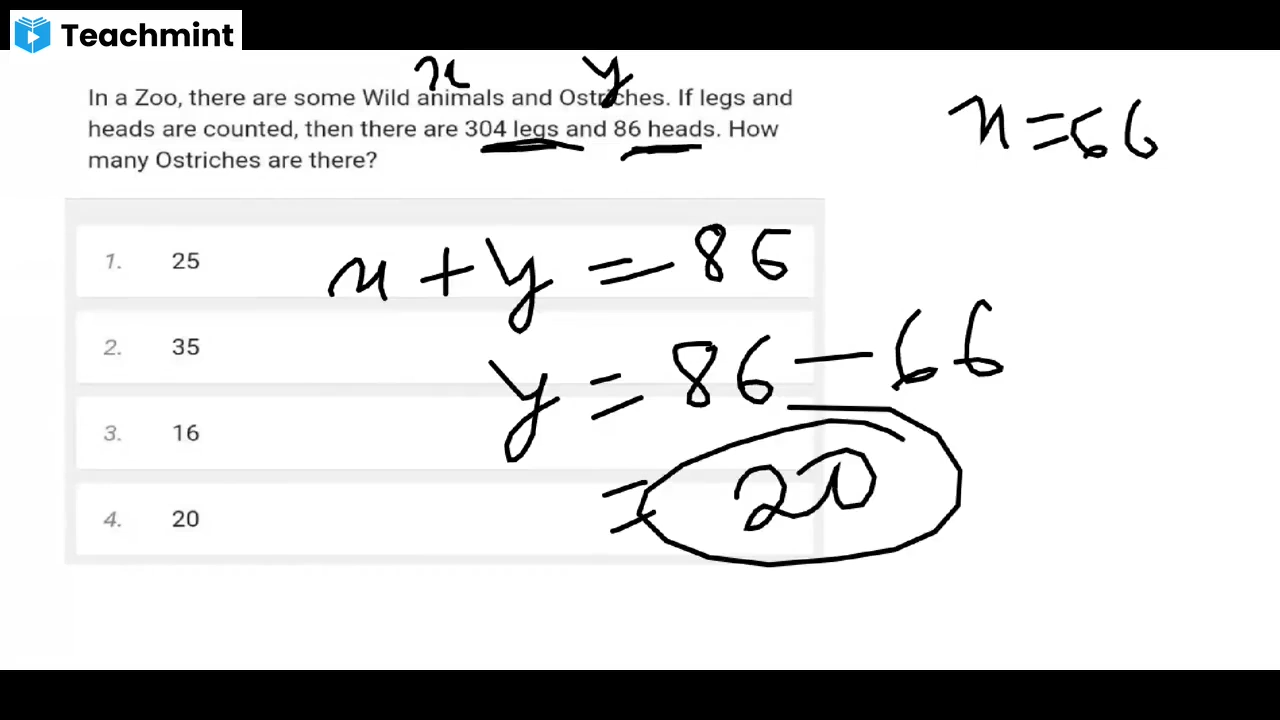 Teachmint
x y
In a Zoo, there are some Wild animals and Ostriches. If legs and
heads are counted, then there are 304 legs and 86 heads. How
many Ostriches are there?
x = 66
1. 25
x + y = 86
2. 35
y = 86 - 66
3. 16
4. 20
= 20